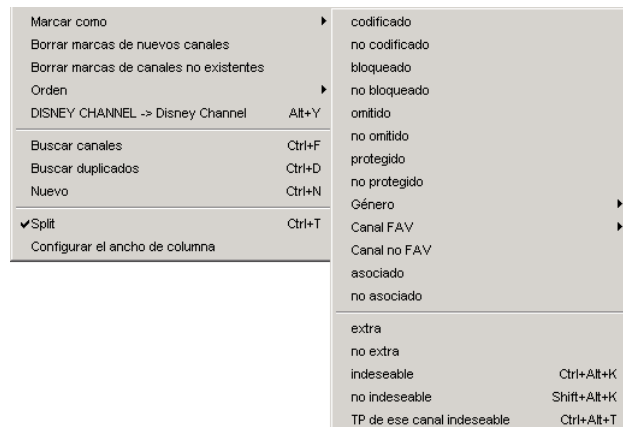 Marcar como
Borrar marcas de nuevos canales
Borrar marcas de canales no existentes
Orden
DISNEY CHANNEL -> Disney Channel Alt+Y
Buscar canales Ctrl+F
Buscar duplicados Ctrl+D
Nuevo Ctrl+N
Split Ctrl+T
Configurar el ancho de columna
codificado
no codificado
bloqueado
no bloqueado
omitido
no omitido
protegido
no protegido
Género
Canal FAV
Canal no FAV
asociado
no asociado
extra
no extra
indeseable Ctrl+Alt+K
no indeseable Shift+Alt+K
TP de ese canal indeseable Ctrl+Alt+T